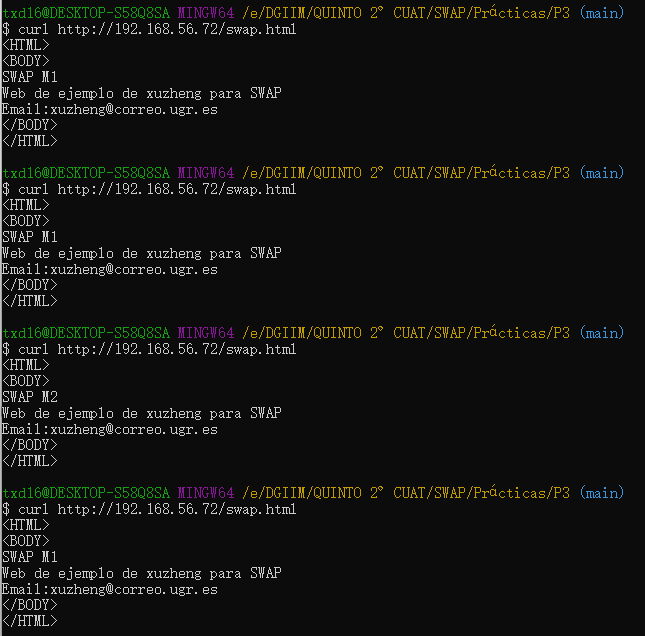 txd16@DESKTOP-S58Q8SA MINGW64 /e/DGIIM/QUINTO 2° CUAT/SWAP/Prácticas/P3 (main)
$ curl http://192.168.56.72/swap.html
<HTML>
<BODY>
SWAP M1
Web de ejemplo de xuzheng para SWAP
Email:xuzheng@correo.ugr.es
</BODY>
</HTML>

txd16@DESKTOP-S58Q8SA MINGW64 /e/DGIIM/QUINTO 2° CUAT/SWAP/Prácticas/P3 (main)
$ curl http://192.168.56.72/swap.html
<HTML>
<BODY>
SWAP M1
Web de ejemplo de xuzheng para SWAP
Email:xuzheng@correo.ugr.es
</BODY>
</HTML>

txd16@DESKTOP-S58Q8SA MINGW64 /e/DGIIM/QUINTO 2° CUAT/SWAP/Prácticas/P3 (main)
$ curl http://192.168.56.72/swap.html
<HTML>
<BODY>
SWAP M2
Web de ejemplo de xuzheng para SWAP
Email:xuzheng@correo.ugr.es
</BODY>
</HTML>

txd16@DESKTOP-S58Q8SA MINGW64 /e/DGIIM/QUINTO 2° CUAT/SWAP/Prácticas/P3 (main)
$ curl http://192.168.56.72/swap.html
<HTML>
<BODY>
SWAP M1
Web de ejemplo de xuzheng para SWAP
Email:xuzheng@correo.ugr.es
</BODY>
</HTML>